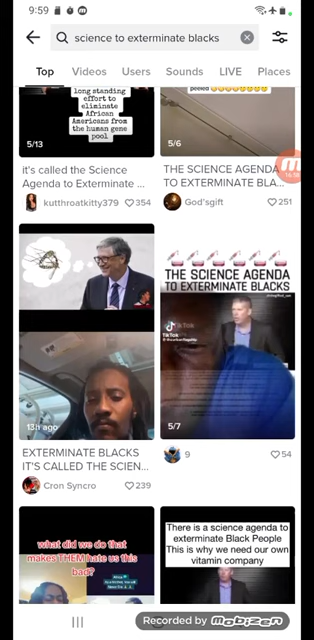 9:59
science to exterminate blacks
Top Videos Users Sounds LIVE Places
long standing
effort to
eliminate
African
Americans from
the human gene
pool
5/13
peeled
5/6
it's called the Science
Agenda to Exterminate ...
kutthroatkitty379 354
THE SCIENCE AGENDA
TO EXTERMINATE BLA...
God'sgift 251
13h ago
EXTERMINATE BLACKS
IT'S CALLED THE SCIEN...
Cron Syncro 239
THE SCIENCE AGENDA
TO EXTERMINATE BLACKS
TikTok
5/7
9 54
what did we do that
makes THEM hate us this
bad?
There is a science agenda to
exterminate Black People
This is why we need our own
vitamin company
Recorded by Mobizen